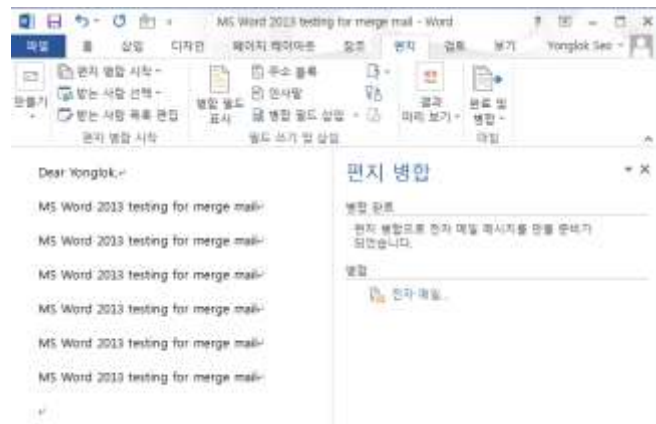 MS Word 2013 testing for merge mail - Word
파일 홈 삽입 디자인 페이지 레이아웃 참조 편지 검토 보기 Yonglok Seo
만들기
편지 병합 시작
받는 사람 선택
받는 사람 목록 편집
편지 병합 시작
병합 필드 표시
주소 블록
인사말
병합 필드 삽입
필드 쓰기 및 삽입
결과 미리 보기
완료 및 병합
마침
Dear Yonglok,
MS Word 2013 testing for merge mail
MS Word 2013 testing for merge mail
MS Word 2013 testing for merge mail
MS Word 2013 testing for merge mail
MS Word 2013 testing for merge mail
MS Word 2013 testing for merge mail
편지 병합
병합 완료
편지 병합으로 전자 메일 메시지를 만들 준비가
되었습니다.
병합
전자 메일...